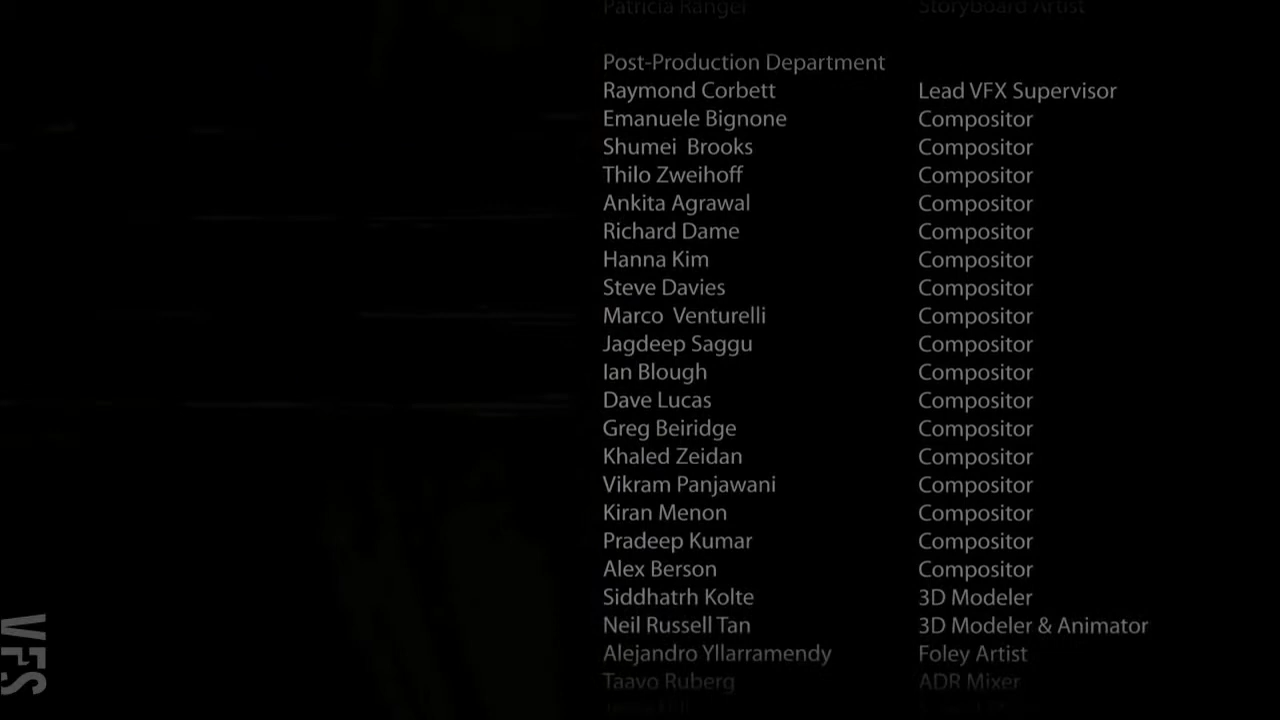 Patricia Rangel Storyboard Artist
Post-Production Department
Raymond Corbett Lead VFX Supervisor
Emanuele Bignone Compositor
Shumei  Brooks Compositor
Thilo Zweihoff Compositor
Ankita Agrawal Compositor
Richard Dame Compositor
Hanna Kim Compositor
Steve Davies Compositor
Marco  Venturelli Compositor
Jagdeep Saggu Compositor
Ian Blough Compositor
Dave Lucas Compositor
Greg Beiridge Compositor
Khaled Zeidan Compositor
Vikram Panjawani Compositor
Kiran Menon Compositor
Pradeep Kumar Compositor
Alex Berson Compositor
Siddhatrh Kolte 3D Modeler
Neil Russell Tan 3D Modeler & Animator
Alejandro Yllarramendy Foley Artist
Taavo Ruberg ADR Mixer
VFS